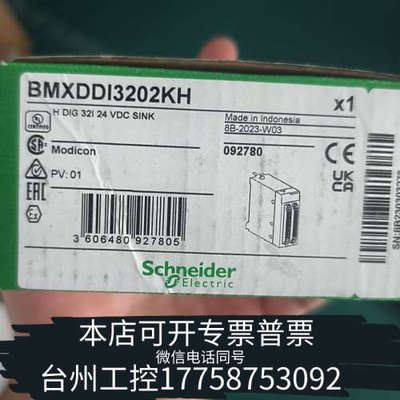 BMXDDI3202KH
x1
H DIG 32I 24 VDC SINK
Made in Indonesia
8B-2023-W03
Modicon
092780
PV: 01
CE
UK
CA
EAC
Ex
3 606480 927805
Schneider
Electric
本店可开专票普票
微信电话同号
台州工控17758753092